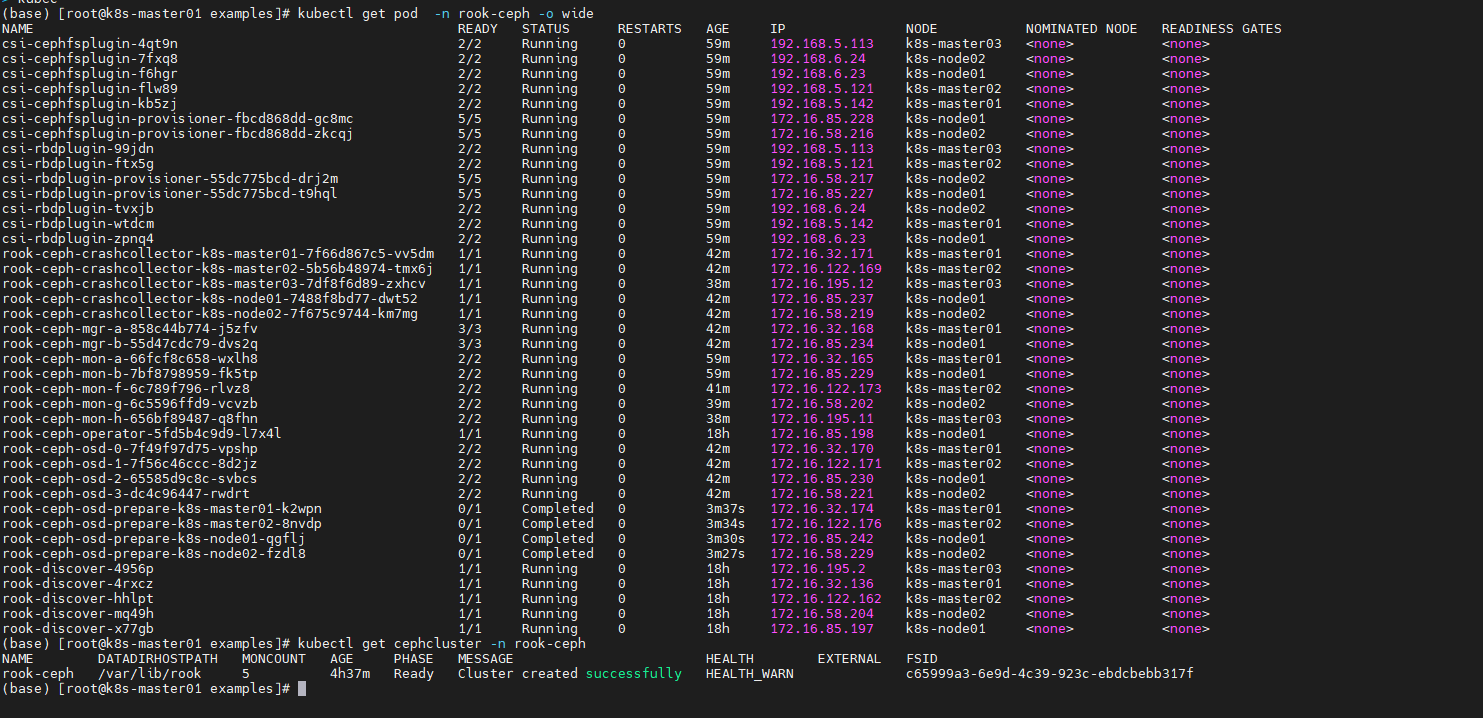 (base) [root@k8s-master01 examples]# kubectl get pod  -n rook-ceph -o wide
NAME READY STATUS RESTARTS AGE IP NODE NOMINATED NODE READINESS GATES
csi-cephfsplugin-4qt9n 2/2 Running 0 59m 192.168.5.113 k8s-master03 <none> <none>
csi-cephfsplugin-7fxq8 2/2 Running 0 59m 192.168.6.24 k8s-node02 <none> <none>
csi-cephfsplugin-f6hgr 2/2 Running 0 59m 192.168.6.23 k8s-node01 <none> <none>
csi-cephfsplugin-flw89 2/2 Running 0 59m 192.168.5.121 k8s-master02 <none> <none>
csi-cephfsplugin-kb5zj 2/2 Running 0 59m 192.168.5.142 k8s-master01 <none> <none>
csi-cephfsplugin-provisioner-fbcd868dd-gc8mc 5/5 Running 0 59m 172.16.85.228 k8s-node01 <none> <none>
csi-cephfsplugin-provisioner-fbcd868dd-zkcqj 5/5 Running 0 59m 172.16.58.216 k8s-node02 <none> <none>
csi-rbdplugin-99jdn 2/2 Running 0 59m 192.168.5.113 k8s-master03 <none> <none>
csi-rbdplugin-ftx5g 2/2 Running 0 59m 192.168.5.121 k8s-master02 <none> <none>
csi-rbdplugin-provisioner-55dc775bcd-drj2m 5/5 Running 0 59m 172.16.58.217 k8s-node02 <none> <none>
csi-rbdplugin-provisioner-55dc775bcd-t9hql 5/5 Running 0 59m 172.16.85.227 k8s-node01 <none> <none>
csi-rbdplugin-tvxjb 2/2 Running 0 59m 192.168.6.24 k8s-node02 <none> <none>
csi-rbdplugin-wtdcm 2/2 Running 0 59m 192.168.5.142 k8s-master01 <none> <none>
csi-rbdplugin-zpnq4 2/2 Running 0 59m 192.168.6.23 k8s-node01 <none> <none>
rook-ceph-crashcollector-k8s-master01-7f66d867c5-vv5dm 1/1 Running 0 42m 172.16.32.171 k8s-master01 <none> <none>
rook-ceph-crashcollector-k8s-master02-5b56b48974-tmx6j 1/1 Running 0 42m 172.16.122.169 k8s-master02 <none> <none>
rook-ceph-crashcollector-k8s-master03-7df8f6d89-zxhcv 1/1 Running 0 38m 172.16.195.12 k8s-master03 <none> <none>
rook-ceph-crashcollector-k8s-node01-7488f8bd77-dwt52 1/1 Running 0 42m 172.16.85.237 k8s-node01 <none> <none>
rook-ceph-crashcollector-k8s-node02-7f675c9744-km7mg 1/1 Running 0 42m 172.16.58.219 k8s-node02 <none> <none>
rook-ceph-mgr-a-858c44b774-j5zfv 3/3 Running 0 42m 172.16.32.168 k8s-master01 <none> <none>
rook-ceph-mgr-b-55d47cdc79-dvs2q 3/3 Running 0 42m 172.16.85.234 k8s-node01 <none> <none>
rook-ceph-mon-a-66fcf8c658-wxlh8 2/2 Running 0 59m 172.16.32.165 k8s-master01 <none> <none>
rook-ceph-mon-b-7bf8798959-fk5tp 2/2 Running 0 59m 172.16.85.229 k8s-node01 <none> <none>
rook-ceph-mon-f-6c789f796-rlvz8 2/2 Running 0 41m 172.16.122.173 k8s-master02 <none> <none>
rook-ceph-mon-g-6c5596ffd9-vcvzb 2/2 Running 0 39m 172.16.58.202 k8s-node02 <none> <none>
rook-ceph-mon-h-656bf89487-q8fhn 2/2 Running 0 38m 172.16.195.11 k8s-master03 <none> <none>
rook-ceph-operator-5fd5b4c9d9-l7x4l 1/1 Running 0 18h 172.16.85.198 k8s-node01 <none> <none>
rook-ceph-osd-0-7f49f97d75-vpshp 2/2 Running 0 42m 172.16.32.170 k8s-master01 <none> <none>
rook-ceph-osd-1-7f56c46ccc-8d2jz 2/2 Running 0 42m 172.16.122.171 k8s-master02 <none> <none>
rook-ceph-osd-2-65585d9c8c-svbcs 2/2 Running 0 42m 172.16.85.230 k8s-node01 <none> <none>
rook-ceph-osd-3-dc4c96447-rwdrt 2/2 Running 0 42m 172.16.58.221 k8s-node02 <none> <none>
rook-ceph-osd-prepare-k8s-master01-k2wpn 0/1 Completed 0 3m37s 172.16.32.174 k8s-master01 <none> <none>
rook-ceph-osd-prepare-k8s-master02-8nvdp 0/1 Completed 0 3m34s 172.16.122.176 k8s-master02 <none> <none>
rook-ceph-osd-prepare-k8s-node01-qgflj 0/1 Completed 0 3m30s 172.16.85.242 k8s-node01 <none> <none>
rook-ceph-osd-prepare-k8s-node02-fzdl8 0/1 Completed 0 3m27s 172.16.58.229 k8s-node02 <none> <none>
rook-discover-4956p 1/1 Running 0 18h 172.16.195.2 k8s-master03 <none> <none>
rook-discover-4rxcz 1/1 Running 0 18h 172.16.32.136 k8s-master01 <none> <none>
rook-discover-hhlpt 1/1 Running 0 18h 172.16.122.162 k8s-master02 <none> <none>
rook-discover-mq49h 1/1 Running 0 18h 172.16.58.204 k8s-node02 <none> <none>
rook-discover-x77gb 1/1 Running 0 18h 172.16.85.197 k8s-node01 <none> <none>
(base) [root@k8s-master01 examples]# kubectl get cephcluster -n rook-ceph
NAME DATADIRHOSTPATH MONCOUNT AGE PHASE MESSAGE HEALTH EXTERNAL FSID
rook-ceph /var/lib/rook 5 4h37m Ready Cluster created successfully HEALTH_WARN c65999a3-6e9d-4c39-923c-ebdcbebb317f
(base) [root@k8s-master01 examples]#